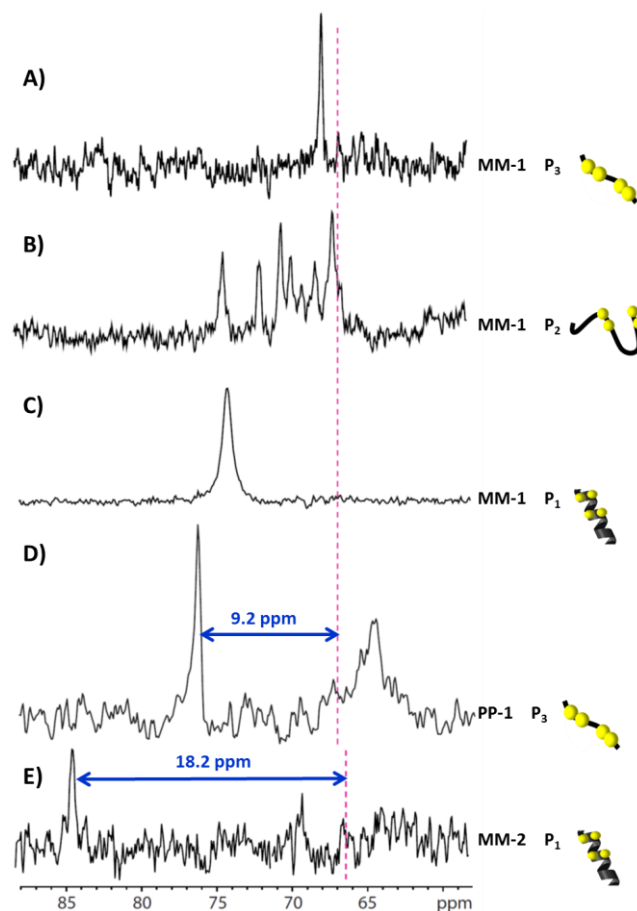 A)
MM-1 P₃
B)
MM-1 P₂
C)
MM-1 P₁
D)
9.2 ppm
PP-1 P₃
18.2 ppm
E)
MM-2 P₁
85 80 75 70 65 ppm